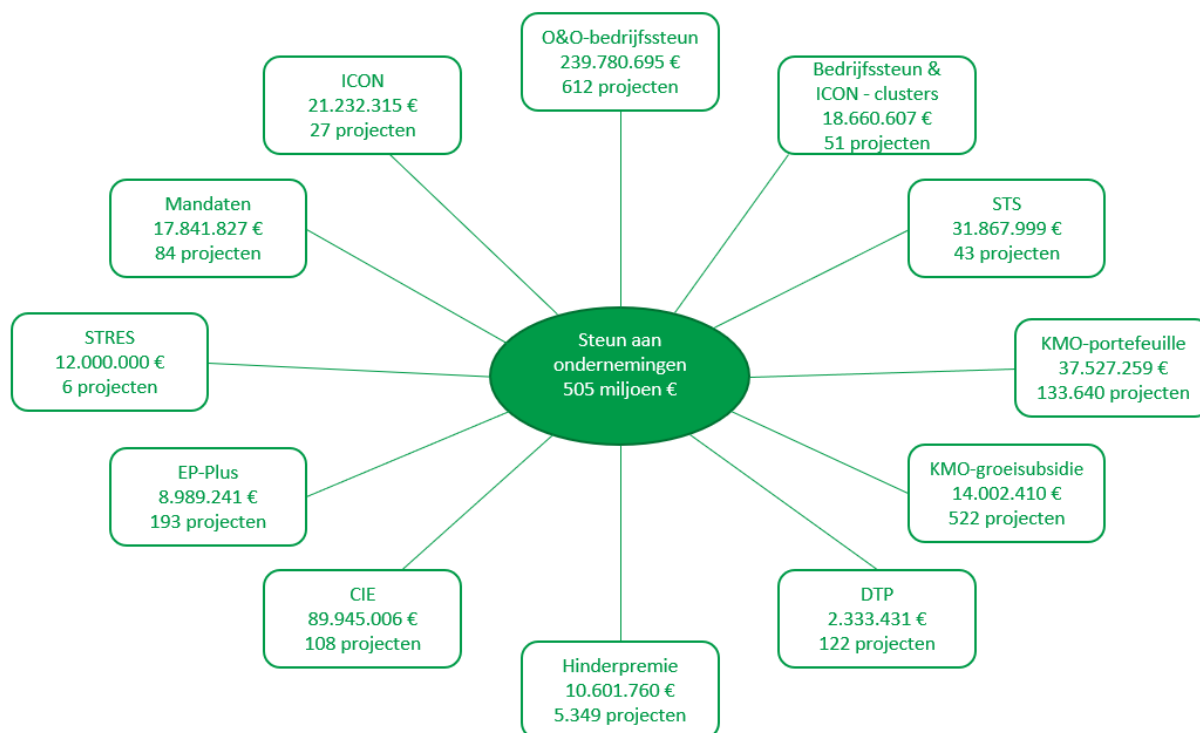 O&O-bedrijfssteun
239.780.695 €
612 projecten
Bedrijfssteun &
ICON - clusters
18.660.607 €
51 projecten
STS
31.867.999 €
43 projecten
KMO-portefeuille
37.527.259 €
133.640 projecten
KMO-groeisubsidie
14.002.410 €
522 projecten
DTP
2.333.431 €
122 projecten
Hinderpremie
10.601.760 €
5.349 projecten
CIE
89.945.006 €
108 projecten
EP-Plus
8.989.241 €
193 projecten
STRES
12.000.000 €
6 projecten
Mandaten
17.841.827 €
84 projecten
ICON
21.232.315 €
27 projecten
Steun aan
ondernemingen
505 miljoen €